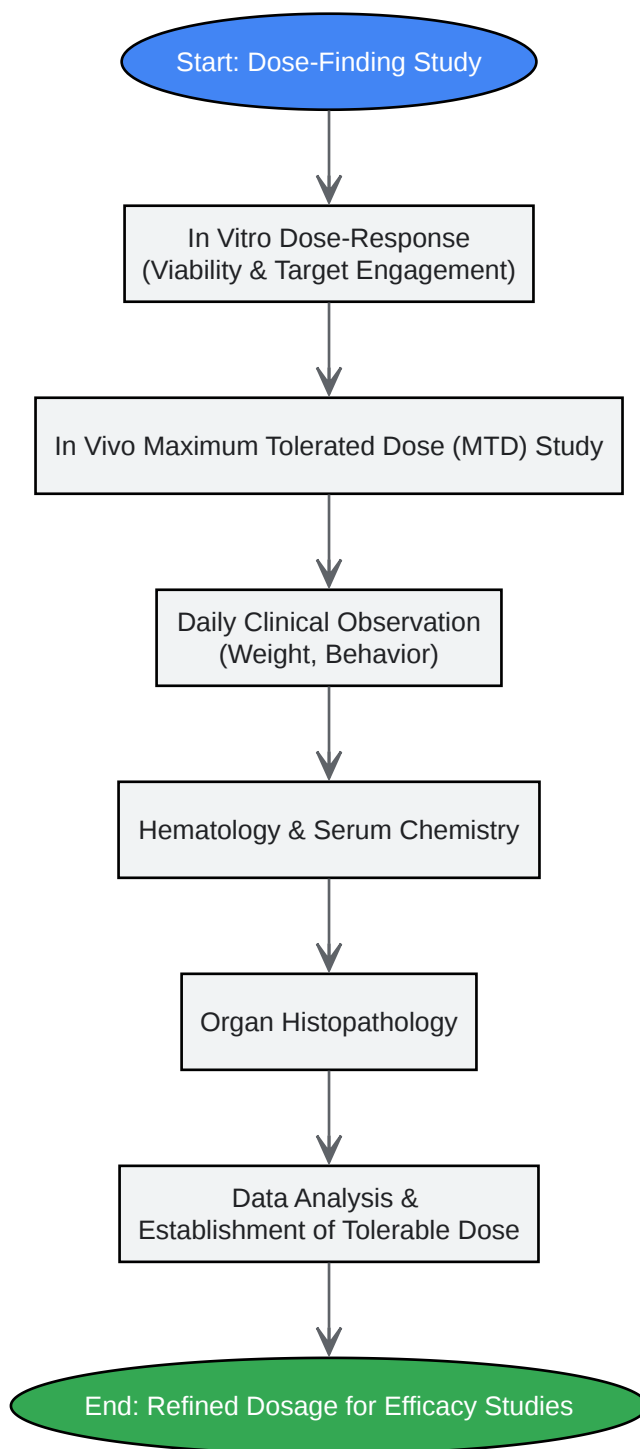 Start: Dose-Finding Study
In Vitro Dose-Response
(Viability & Target Engagement)
In Vivo Maximum Tolerated Dose (MTD) Study
Daily Clinical Observation
(Weight, Behavior)
Hematology & Serum Chemistry
Organ Histopathology
Data Analysis &
Establishment of Tolerable Dose
End: Refined Dosage for Efficacy Studies